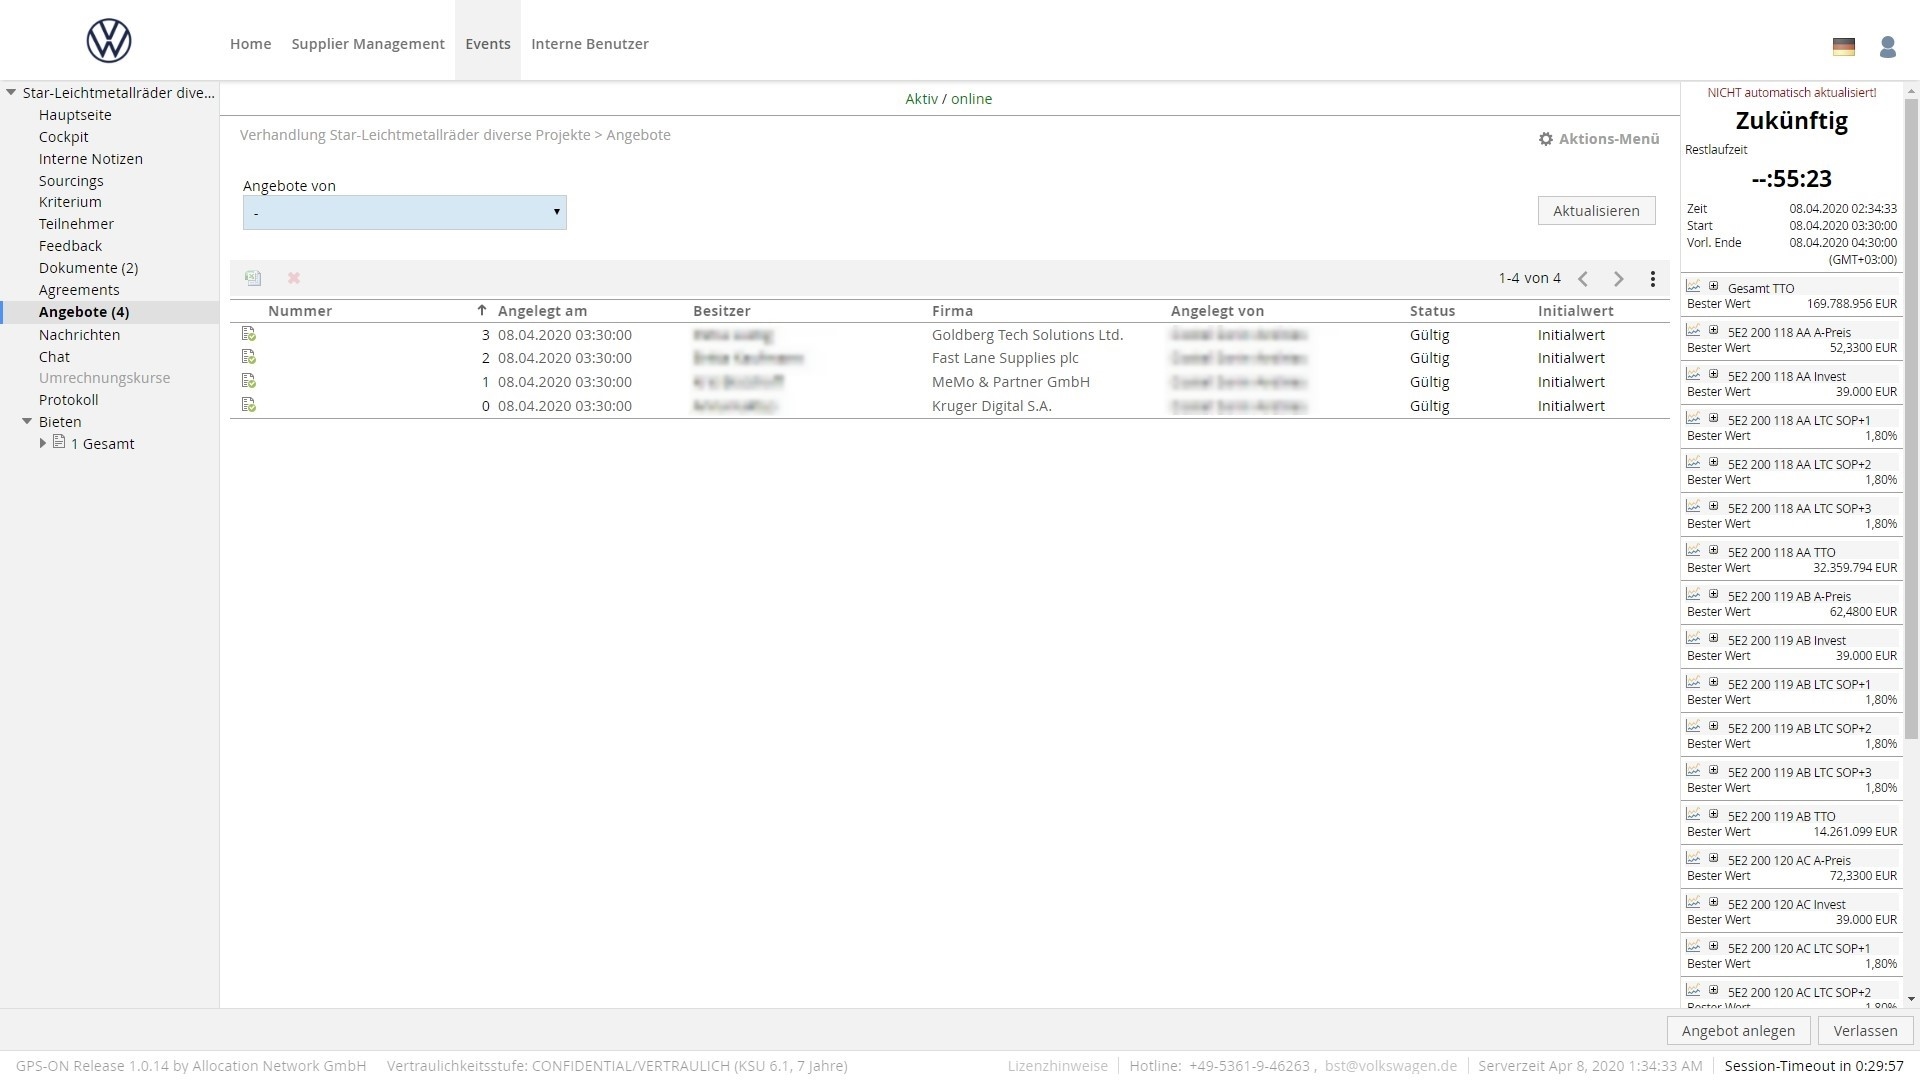 Home Supplier Management Events Interne Benutzer
Star-Leichtmetallräder dive...
Hauptseite
Cockpit
Interne Notizen
Sourcings
Kriterium
Teilnehmer
Feedback
Dokumente (2)
Agreements
Angebote (4)
Nachrichten
Chat
Umrechnungskurse
Protokoll
Bieten
1 Gesamt
Aktiv / online
Verhandlung Star-Leichtmetallräder diverse Projekte > Angebote
Aktions-Menü
Angebote von
-
Aktualisieren
1-4 von 4
Nummer Angelegt am Besitzer Firma Angelegt von Status Initialwert
3 08.04.2020 03:30:00 Goldberg Tech Solutions Ltd. Gültig Initialwert
2 08.04.2020 03:30:00 Fast Lane Supplies plc Gültig Initialwert
1 08.04.2020 03:30:00 MeMo & Partner GmbH Gültig Initialwert
0 08.04.2020 03:30:00 Kruger Digital S.A. Gültig Initialwert
NICHT automatisch aktualisiert!
Zukünftig
Restlaufzeit
--:55:23
Zeit 08.04.2020 02:34:33
Start 08.04.2020 03:30:00
Vorl. Ende 08.04.2020 04:30:00
(GMT+03:00)
Gesamt TTO
Bester Wert 169.788.956 EUR
5E2 200 118 AA A-Preis
Bester Wert 52,3300 EUR
5E2 200 118 AA Invest
Bester Wert 39.000 EUR
5E2 200 118 AA LTC SOP+1
Bester Wert 1,80%
5E2 200 118 AA LTC SOP+2
Bester Wert 1,80%
5E2 200 118 AA LTC SOP+3
Bester Wert 1,80%
5E2 200 118 AA TTO
Bester Wert 32.359.794 EUR
5E2 200 119 AB A-Preis
Bester Wert 62,4800 EUR
5E2 200 119 AB Invest
Bester Wert 39.000 EUR
5E2 200 119 AB LTC SOP+1
Bester Wert 1,80%
5E2 200 119 AB LTC SOP+2
Bester Wert 1,80%
5E2 200 119 AB LTC SOP+3
Bester Wert 1,80%
5E2 200 119 AB TTO
Bester Wert 14.261.099 EUR
5E2 200 120 AC A-Preis
Bester Wert 72,3300 EUR
5E2 200 120 AC Invest
Bester Wert 39.000 EUR
5E2 200 120 AC LTC SOP+1
Bester Wert 1,80%
5E2 200 120 AC LTC SOP+2
Bester Wert 1,80%
Angebot anlegen Verlassen
GPS-ON Release 1.0.14 by Allocation Network GmbH Vertraulichkeitsstufe: CONFIDENTIAL/VERTRAULICH (KSU 6.1, 7 Jahre) Lizenzhinweise Hotline: +49-5361-9-46263 , bst@volkswagen.de Serverzeit Apr 8, 2020 1:34:33 AM Session-Timeout in 0:29:57